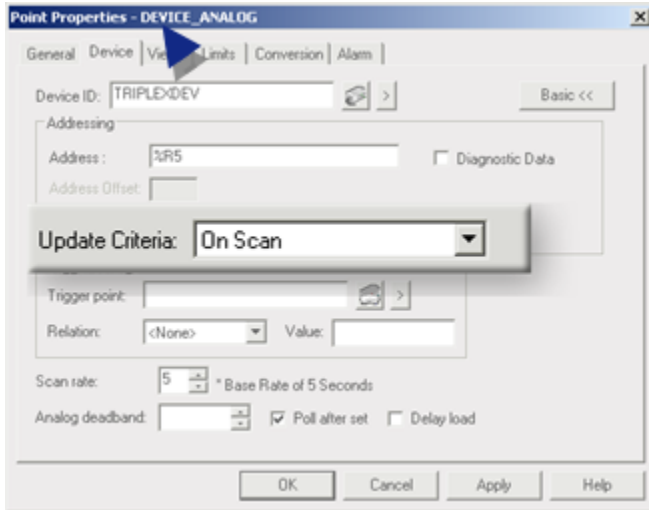 Point Properties - DEVICE_ANALOG
General Device Limits Conversion Alarm
Device ID: TRIPLEXDEV > Basic <<
Addressing
Address : %R5 Diagnostic Data
Address Offset:
Update Criteria: On Scan
Trigger point: >
Relation: <None> Value:
Scan rate: 5 * Base Rate of 5 Seconds
Analog deadband: Poll after set Delay load
OK Cancel Apply Help